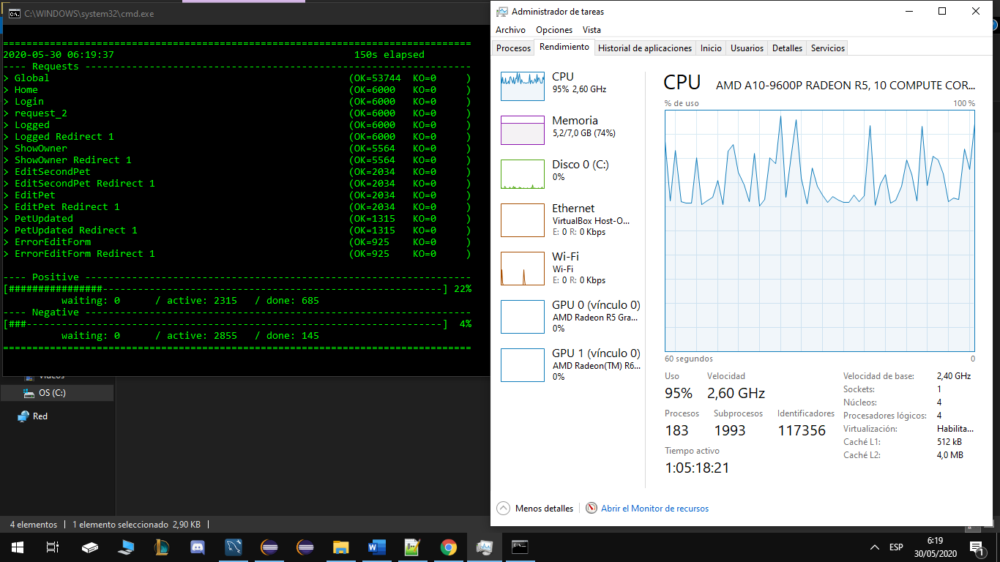 C:\WINDOWS\system32\cmd.exe
================================================================================
2020-05-30 06:19:37                                         150s elapsed
---- Requests ------------------------------------------------------------------
> Global                                                   (OK=53744  KO=0     )
> Home                                                     (OK=6000   KO=0     )
> Login                                                    (OK=6000   KO=0     )
> request_2                                                (OK=6000   KO=0     )
> Logged                                                   (OK=6000   KO=0     )
> Logged Redirect 1                                        (OK=6000   KO=0     )
> ShowOwner                                                (OK=5564   KO=0     )
> ShowOwner Redirect 1                                     (OK=5564   KO=0     )
> EditSecondPet                                            (OK=2034   KO=0     )
> EditSecondPet Redirect 1                                 (OK=2034   KO=0     )
> EditPet                                                  (OK=2034   KO=0     )
> EditPet Redirect 1                                       (OK=2034   KO=0     )
> PetUpdated                                               (OK=1315   KO=0     )
> PetUpdated Redirect 1                                    (OK=1315   KO=0     )
> ErrorEditForm                                            (OK=925    KO=0     )
> ErrorEditForm Redirect 1                                 (OK=925    KO=0     )
---- Positive ------------------------------------------------------------------
[################----------------------------------------------------------] 22%
          waiting: 0      / active: 2315   / done: 685
---- Negative ------------------------------------------------------------------
[###-----------------------------------------------------------------------]  4%
          waiting: 0      / active: 2855   / done: 145
================================================================================
Vídeos
OS (C:)
Red
4 elementos
1 elemento seleccionado 2,90 KB
Administrador de tareas
Archivo Opciones Vista
Procesos Rendimiento Historial de aplicaciones Inicio Usuarios Detalles Servicios
CPU
95% 2,60 GHz
Memoria
5,2/7,0 GB (74%)
Disco 0 (C:)
0%
Ethernet
VirtualBox Host-O...
E: 0 R: 0 Kbps
Wi-Fi
Wi-Fi
E: 0 R: 0 Kbps
GPU 0 (vínculo 0)
AMD Radeon R5 Gra...
0%
GPU 1 (vínculo 0)
AMD Radeon(TM) R6...
0%
CPU AMD A10-9600P RADEON R5, 10 COMPUTE COR...
% de uso 100 %
60 segundos 0
Uso Velocidad
95% 2,60 GHz
Procesos Subprocesos Identificadores
183 1993 117356
Tiempo activo
1:05:18:21
Velocidad de base: 2,40 GHz
Sockets: 1
Núcleos: 4
Procesadores lógicos: 4
Virtualización: Habilita...
Caché L1: 512 kB
Caché L2: 4,0 MB
Menos detalles
Abrir el Monitor de recursos
ESP
6:19
30/05/2020
1